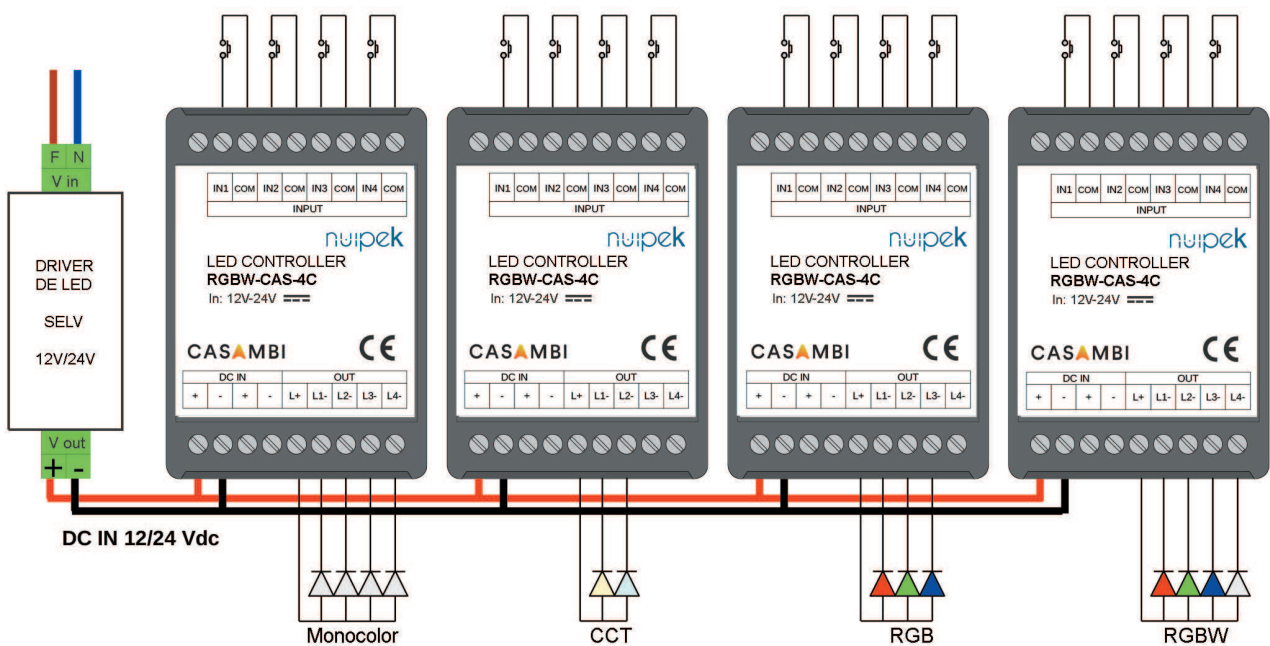 F N
V in
DRIVER
DE LED
SELV
12V/24V
V out
+ -
DC IN 12/24 Vdc
IN1 COM IN2 COM IN3 COM IN4 COM
INPUT
nuipek
LED CONTROLLER
RGBW-CAS-4C
In: 12V-24V
CASAMBI CE
DC IN OUT
+ - + - L+ L1- L2- L3- L4-
Monocolor
IN1 COM IN2 COM IN3 COM IN4 COM
INPUT
nuipek
LED CONTROLLER
RGBW-CAS-4C
In: 12V-24V
CASAMBI CE
DC IN OUT
+ - + - L+ L1- L2- L3- L4-
CCT
IN1 COM IN2 COM IN3 COM IN4 COM
INPUT
nuipek
LED CONTROLLER
RGBW-CAS-4C
In: 12V-24V
CASAMBI CE
DC IN OUT
+ - + - L+ L1- L2- L3- L4-
RGB
IN1 COM IN2 COM IN3 COM IN4 COM
INPUT
nuipek
LED CONTROLLER
RGBW-CAS-4C
In: 12V-24V
CASAMBI CE
DC IN OUT
+ - + - L+ L1- L2- L3- L4-
RGBW